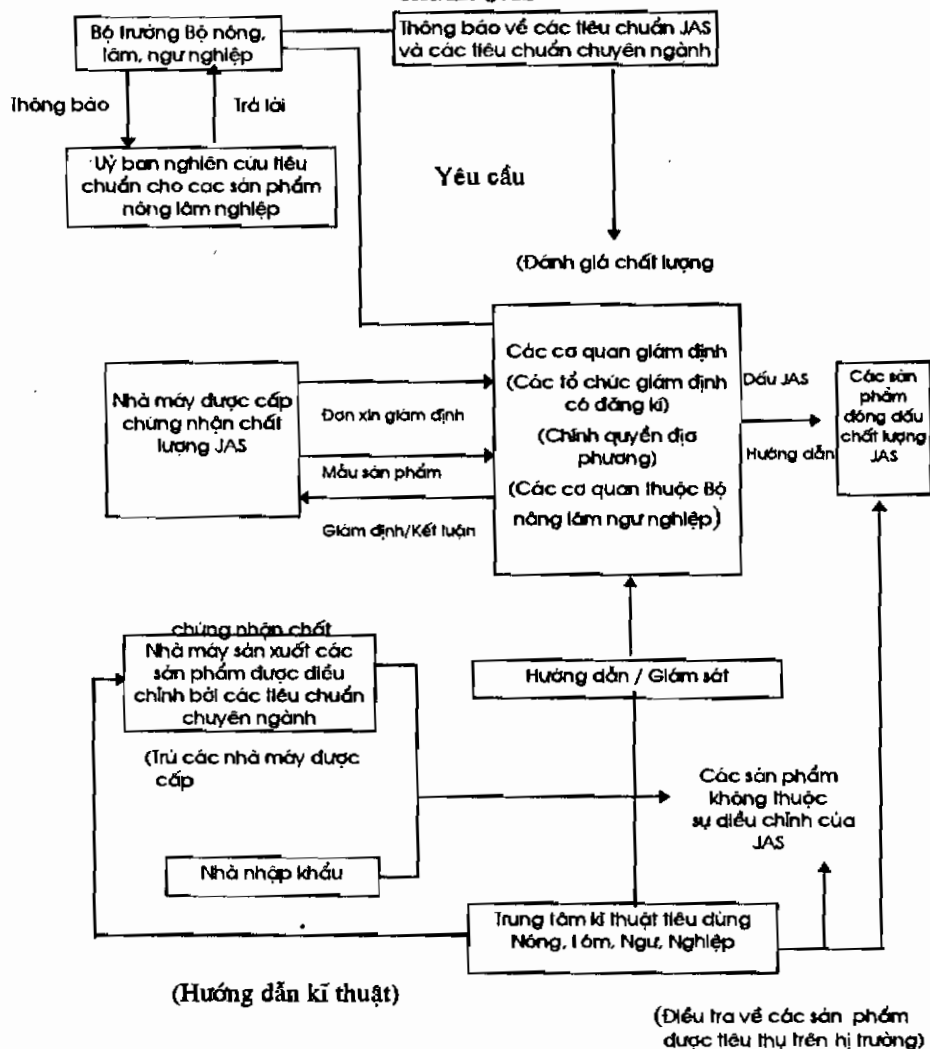 Bộ trưởng Bộ nông,
lâm, ngư nghiệp
Thông báo về các tiêu chuẩn JAS
và các tiêu chuẩn chuyên ngành
Thông báo
Trả lời
Uỷ ban nghiên cứu tiêu
chuẩn cho các sản phẩm
nông lâm nghiệp
Yêu cầu
(Đánh giá chất lượng
Nhà máy được cấp
chứng nhận chất
lượng JAS
Đơn xin giám định
Mẫu sản phẩm
Giám định/Kết luận
Các cơ quan giám định
(Các tổ chức giám định
có đăng kí)
(Chính quyền địa
phương)
(Các cơ quan thuộc Bộ
nông lâm ngư nghiệp)
Dấu JAS
Hướng dẫn
Các sản
phẩm
đóng dấu
chất lượng
JAS
chứng nhận chất
Nhà máy sản xuất các
sản phẩm được điều
chỉnh bởi các tiêu chuẩn
chuyên ngành
(Trừ các nhà máy được
cấp
Hướng dẫn / Giám sát
Các sản phẩm
không thuộc
sự điều chỉnh của
JAS
Nhà nhập khẩu
Trung tâm kĩ thuật tiêu dùng
Nông, Lâm, Ngư, Nghiệp
(Hướng dẫn kĩ thuật)
(Điều tra về các sản phẩm
được tiêu thụ trên hị trường)